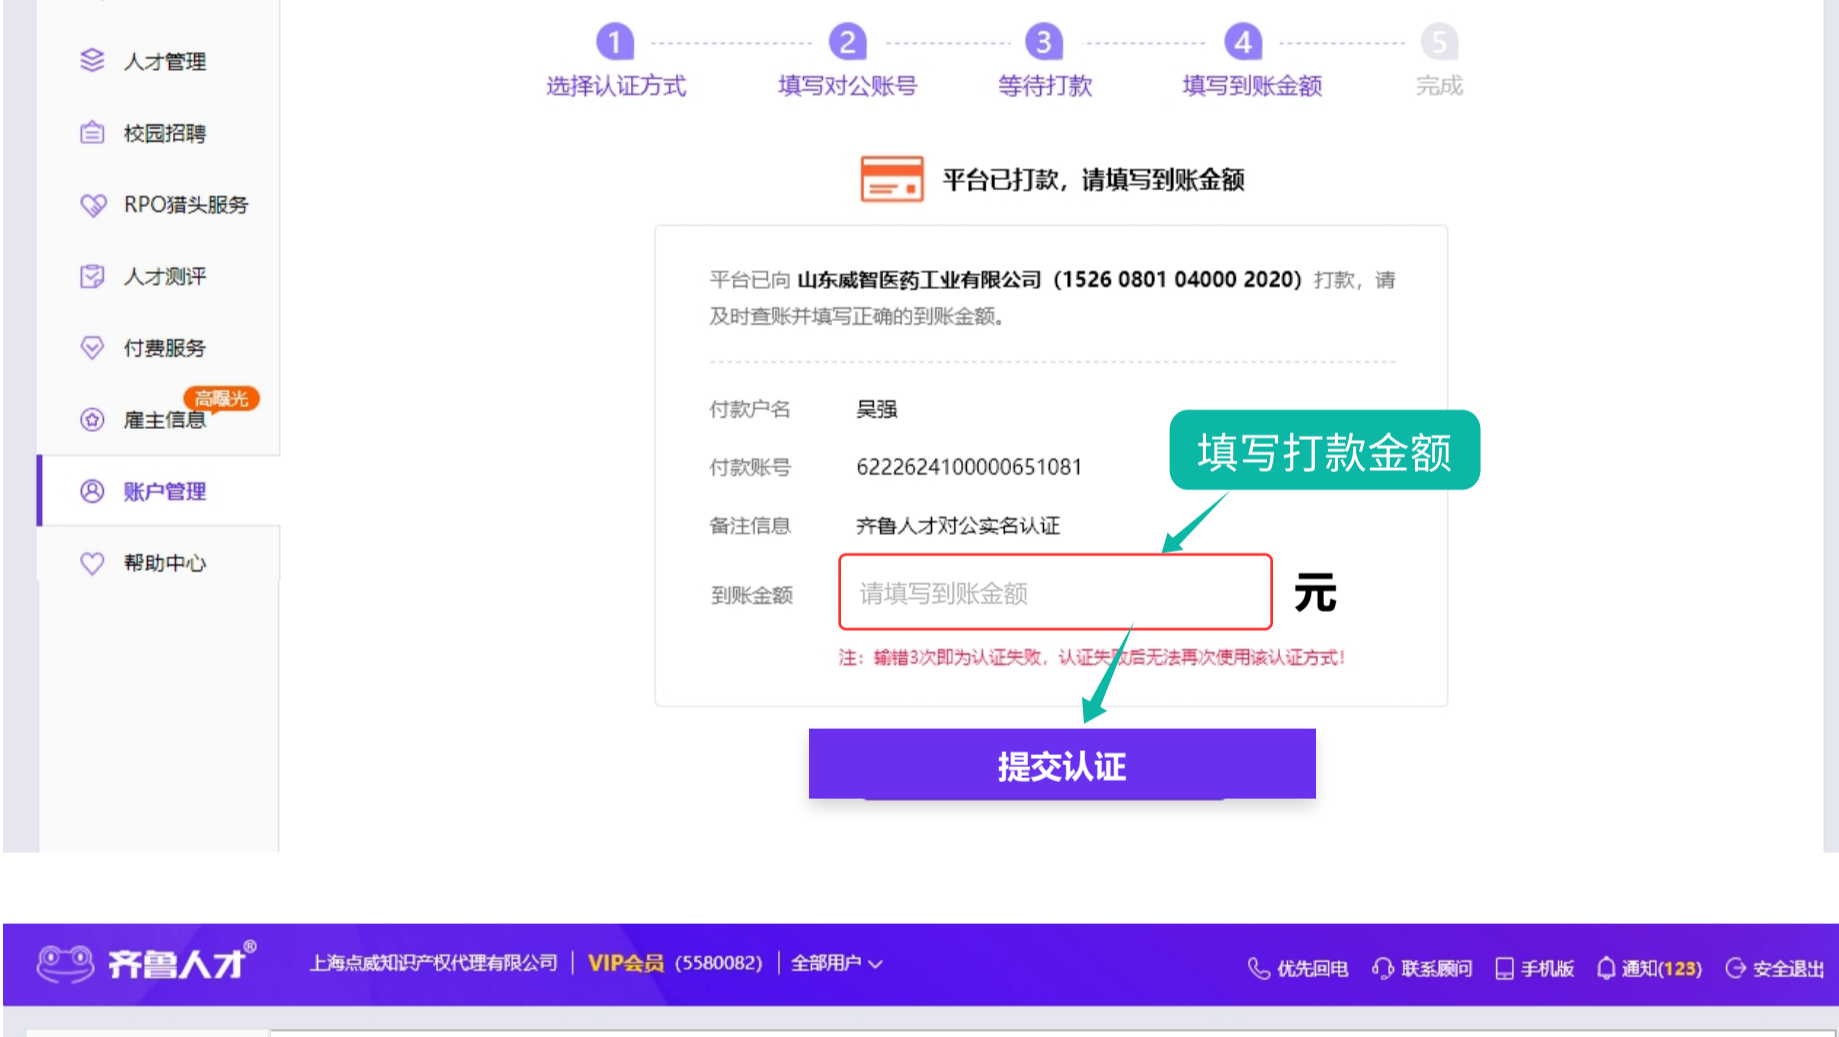 1 2 3 4 5
选择认证方式 填写对公账号 等待打款 填写到账金额 完成
人才管理
校园招聘
RPO猎头服务
人才测评
付费服务
高曝光
雇主信息
账户管理
帮助中心
平台已打款，请填写到账金额
平台已向 山东威智医药工业有限公司（1526 0801 04000 2020）打款，请
及时查账并填写正确的到账金额。
付款户名 吴强
填写打款金额
付款账号 6222624100000651081
备注信息 齐鲁人才对公实名认证
到账金额 请填写到账金额 元
注：输错3次即为认证失败，认证失败后无法再次使用该认证方式！
提交认证
齐鲁人才® 上海点威知识产权代理有限公司 VIP会员 (5580082) 全部用户 优先回电 联系顾问 手机版 通知(123) 安全退出